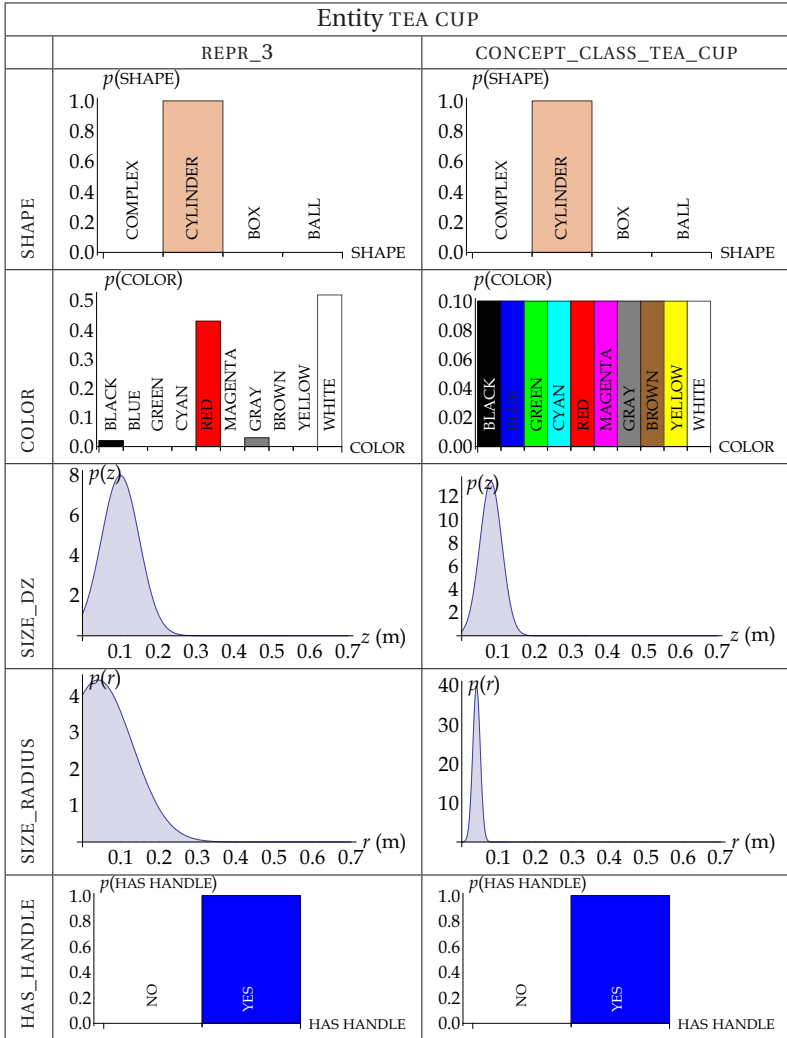 Entity TEA CUP
REPR_3 CONCEPT_CLASS_TEA_CUP
SHAPE
p(SHAPE)
1.0
0.8
0.6
0.4
0.2
0.0
COMPLEX
CYLINDER
BOX
BALL
SHAPE
p(SHAPE)
1.0
0.8
0.6
0.4
0.2
0.0
COMPLEX
CYLINDER
BOX
BALL
SHAPE
COLOR
p(COLOR)
0.5
0.4
0.3
0.2
0.1
0.0
BLACK
BLUE
GREEN
CYAN
RED
MAGENTA
GRAY
BROWN
YELLOW
WHITE
COLOR
p(COLOR)
0.10
0.08
0.06
0.04
0.02
0.00
BLACK
BLUE
GREEN
CYAN
RED
MAGENTA
GRAY
BROWN
YELLOW
WHITE
COLOR
SIZE_DZ
p(z)
8
6
4
2
0.1 0.2 0.3 0.4 0.5 0.6 0.7
z (m)
p(z)
12
10
8
6
4
2
0.1 0.2 0.3 0.4 0.5 0.6 0.7
z (m)
SIZE_RADIUS
p(r)
4
3
2
1
0.1 0.2 0.3 0.4 0.5 0.6 0.7
r (m)
p(r)
40
30
20
10
0.1 0.2 0.3 0.4 0.5 0.6 0.7
r (m)
HAS_HANDLE
p(HAS HANDLE)
1.0
0.8
0.6
0.4
0.2
0.0
NO
YES
HAS HANDLE
p(HAS HANDLE)
1.0
0.8
0.6
0.4
0.2
0.0
NO
YES
HAS HANDLE